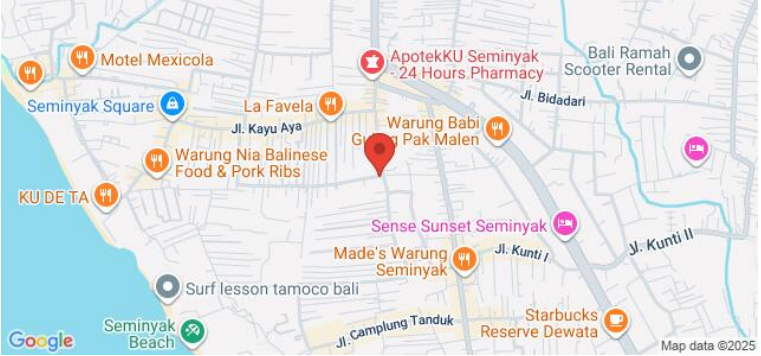 Motel Mexicola
ApotekKU Seminyak
- 24 Hours Pharmacy
Bali Ramah
Scooter Rental
Seminyak Square
La Favela
Jl. Bidadari
Jl. Kayu Aya
Warung Babi
Guling Pak Malen
Warung Nia Balinese
Food & Pork Ribs
KU DE TA
Sense Sunset Seminyak
Jl. Kunti II
Made's Warung
Seminyak
Jl. Kunti I
Surf lesson tamoco bali
Starbucks
Reserve Dewata
Seminyak
Beach
Jl. Camplung Tanduk
Google
Map data ©2025